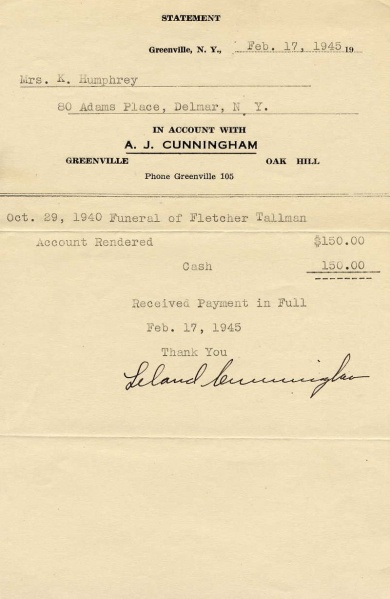 STATEMENT
Greenville, N. Y., Feb. 17, 1945 19
Mrs. K. Humphrey
80 Adams Place, Delmar, N Y.
IN ACCOUNT WITH
A. J. CUNNINGHAM
GREENVILLE OAK HILL
Phone Greenville 105
Oct. 29, 1940 Funeral of Fletcher Tallman
Account Rendered $150.00
Cash 150.00
Received Payment in Full
Feb. 17, 1945
Thank You
Leland Cunningham